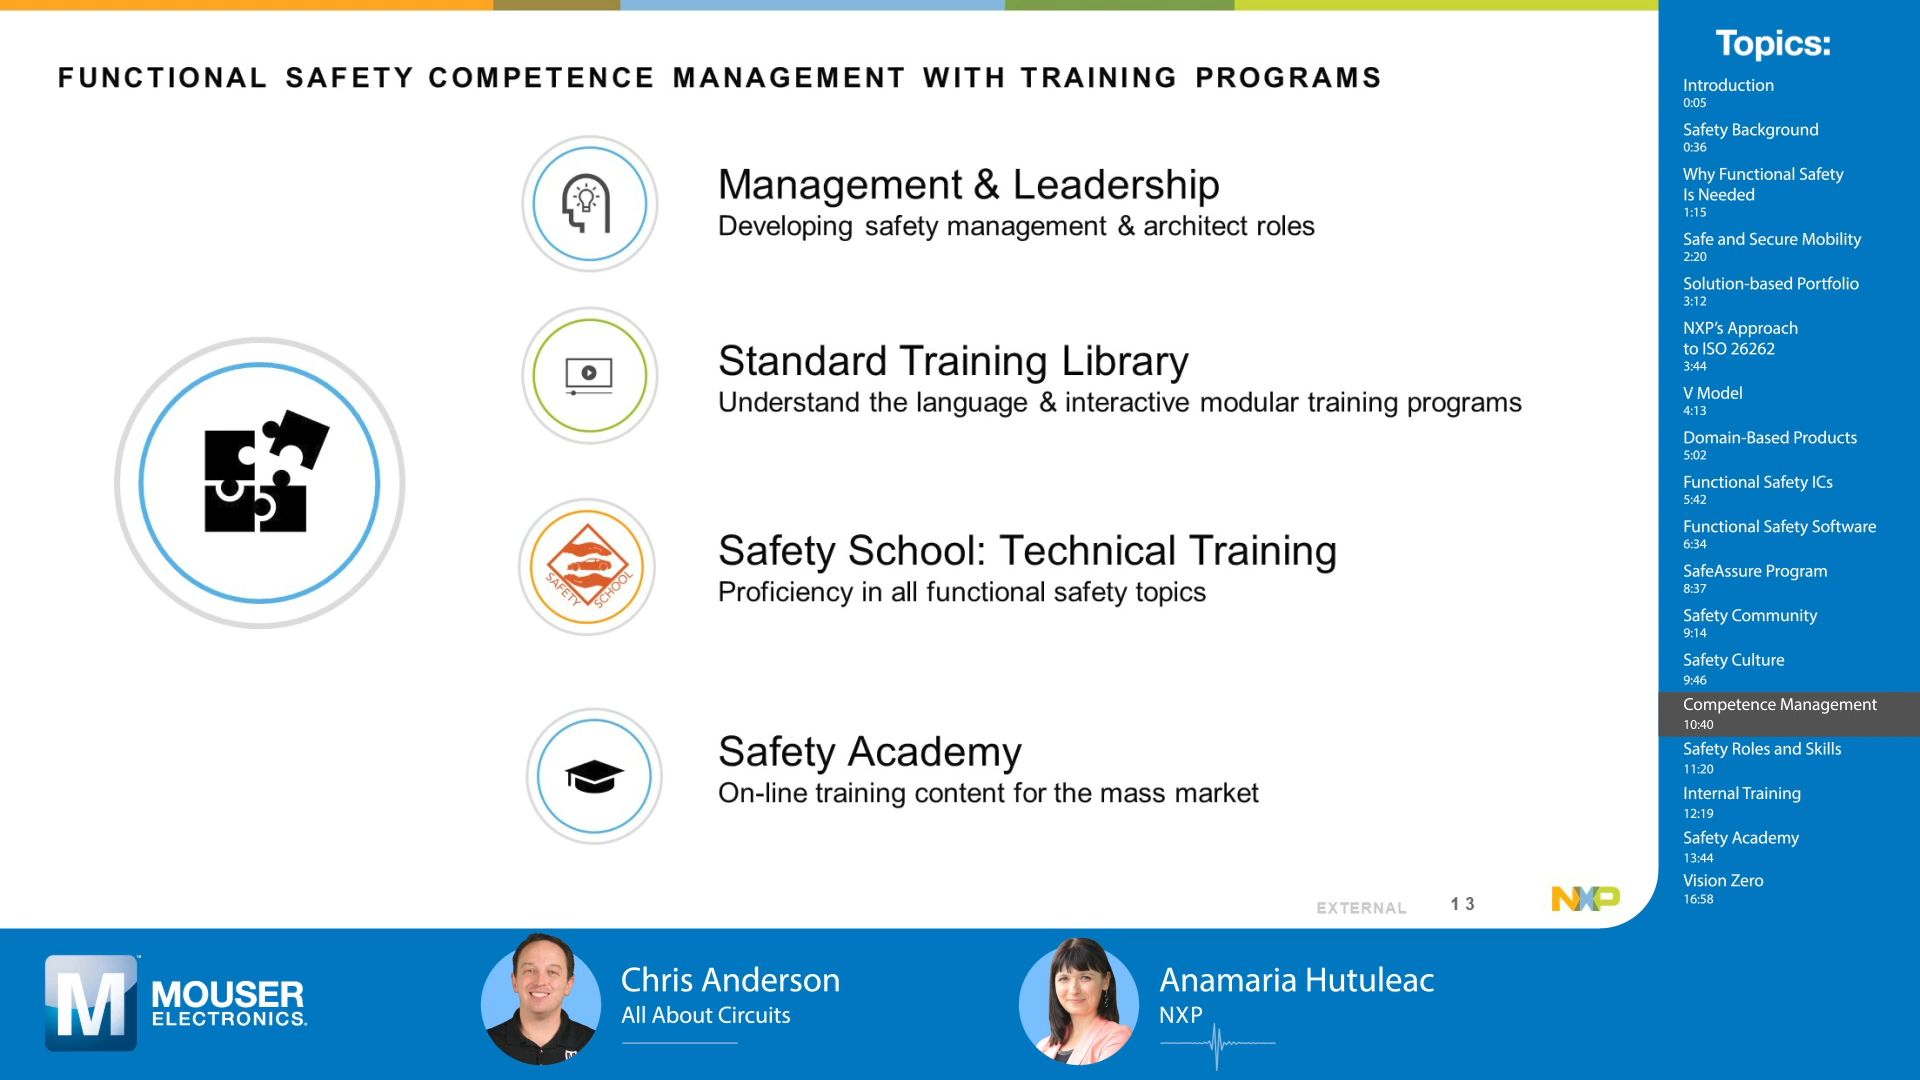 FUNCTIONAL SAFETY COMPETENCE MANAGEMENT WITH TRAINING PROGRAMS
Management & Leadership
Developing safety management & architect roles
Standard Training Library
Understand the language & interactive modular training programs
SAFETY SCHOOL
Safety School: Technical Training
Proficiency in all functional safety topics
Safety Academy
On-line training content for the mass market
EXTERNAL 13
NXP
Topics:
Introduction
0:05
Safety Background
0:36
Why Functional Safety
Is Needed
1:15
Safe and Secure Mobility
2:20
Solution-based Portfolio
3:12
NXP's Approach
to ISO 26262
3:44
V Model
4:13
Domain-Based Products
5:02
Functional Safety ICs
5:42
Functional Safety Software
6:34
SafeAssure Program
8:37
Safety Community
9:14
Safety Culture
9:46
Competence Management
10:40
Safety Roles and Skills
11:20
Internal Training
12:19
Safety Academy
13:44
Vision Zero
16:58
M
MOUSER
ELECTRONICS.
Chris Anderson
All About Circuits
Anamaria Hutuleac
NXP